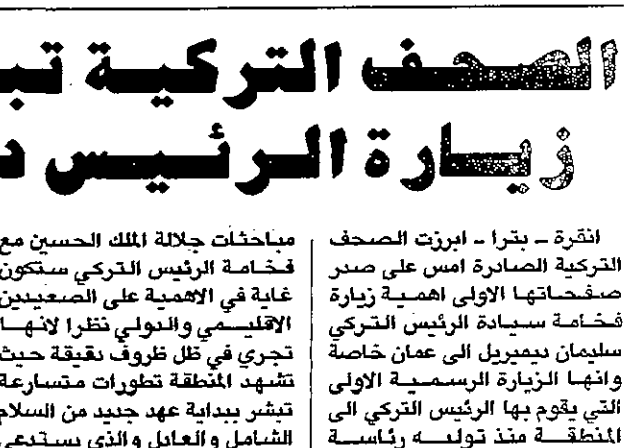 الصحف التركية تب
زيارة الرئيس د
انقرة ـ بترا ـ ابرزت الصحف
التركية الصادرة امس على صدر
صفحاتها الاولى اهمية زيارة
فخامة سيادة الرئيس التركي
سليمان ديميريل الى عمان خاصة
وانها الزيارة الرسمية الاولى
التي يقوم بها الرئيس التركي الى
المنطقة منذ توليه رئاسة
مباحثات جلالة الملك الحسين مع
فخامة الرئيس التركي ستكون
غاية في الاهمية على الصعيدين
الاقليمي والدولي نظرا لانها
تجري في ظل ظروف دقيقة حيث
تشهد المنطقة تطورات متسارعة
تبشر ببداية عهد جديد من السلام
الشامل والعادل والذي يستدعي